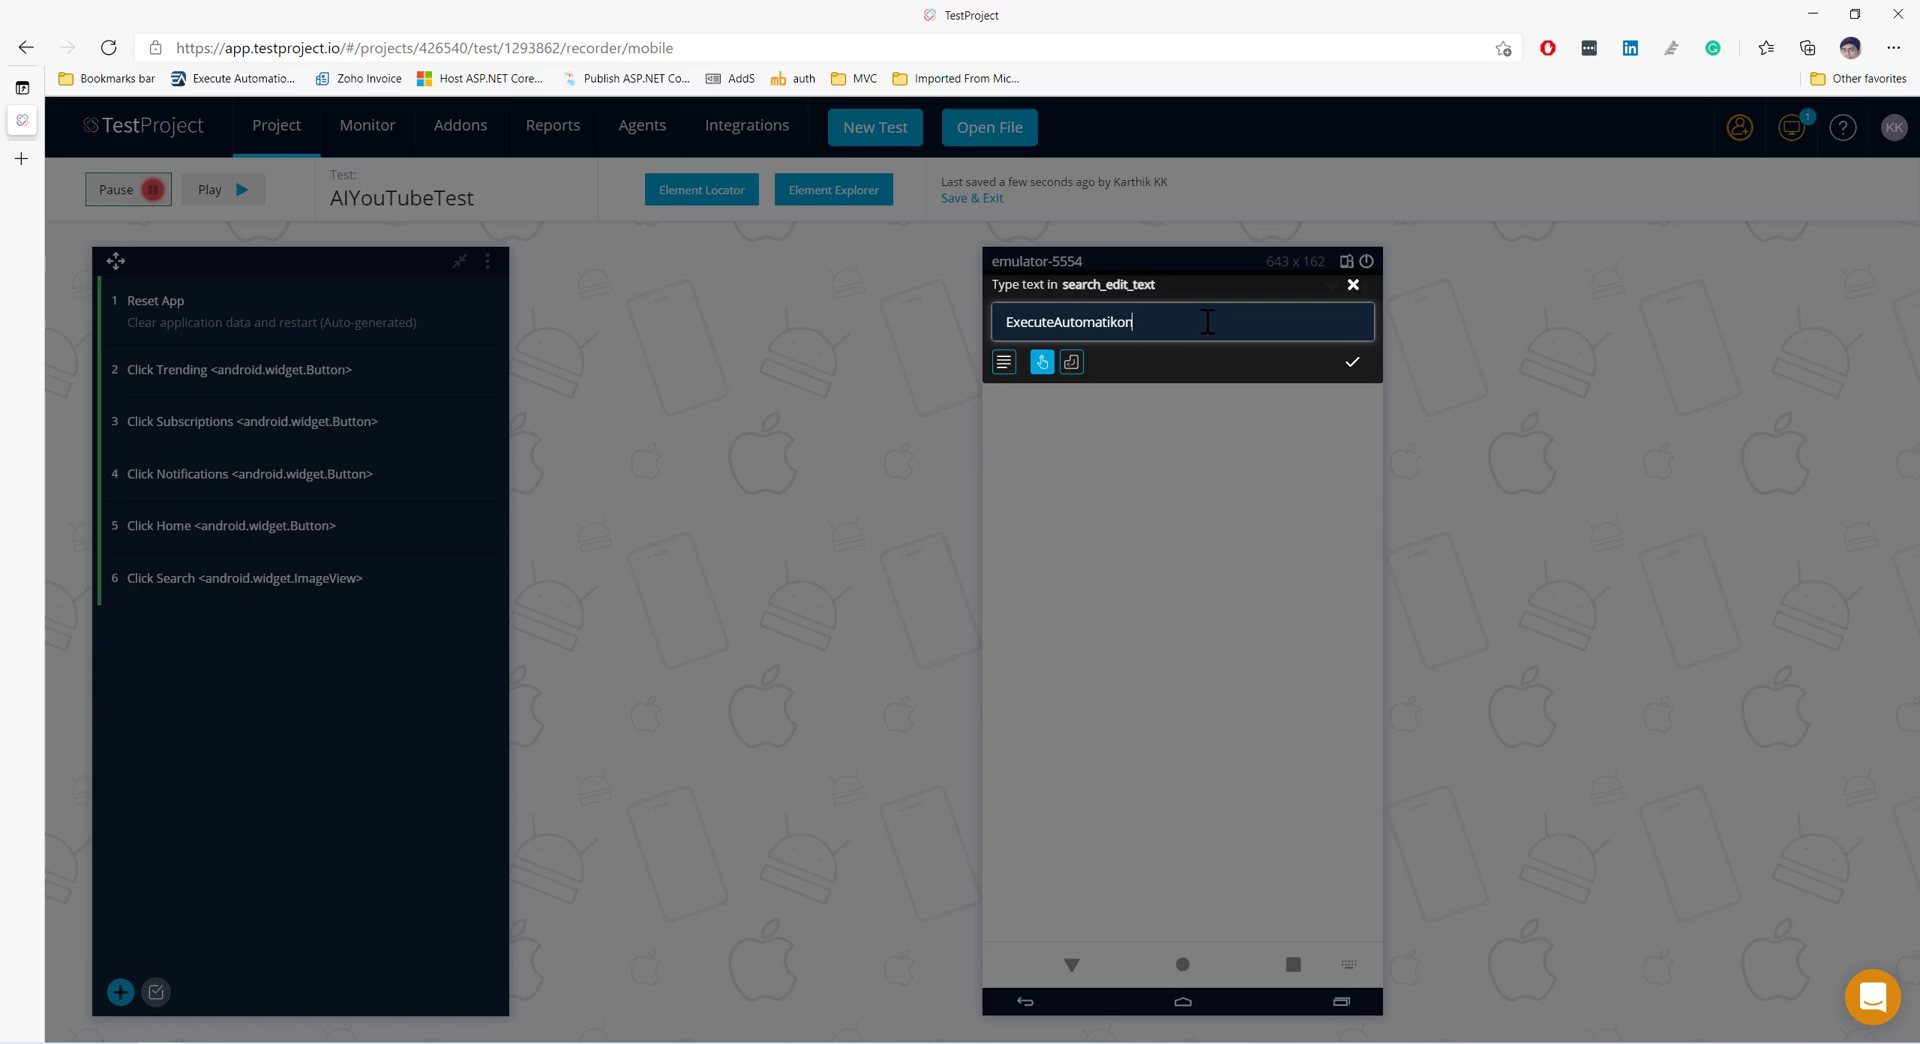 TestProject
https://app.testproject.io/#/projects/426540/test/1293862/recorder/mobile
Bookmarks bar
Execute Automatio...
Zoho Invoice
Host ASP.NET Core...
Publish ASP.NET Co...
AddS
auth
MVC
Imported From Mic...
Other favorites
TestProject
Project
Monitor
Addons
Reports
Agents
Integrations
New Test
Open File
1
KK
Pause
Play
Test:
AIYouTubeTest
Element Locator
Element Explorer
Last saved a few seconds ago by Karthik KK
Save & Exit
1 Reset App
Clear application data and restart (Auto-generated)
2 Click Trending <android.widget.Button>
3 Click Subscriptions <android.widget.Button>
4 Click Notifications <android.widget.Button>
5 Click Home <android.widget.Button>
6 Click Search <android.widget.ImageView>
emulator-5554
643 x 162
Type text in search_edit_text
ExecuteAutomatikon